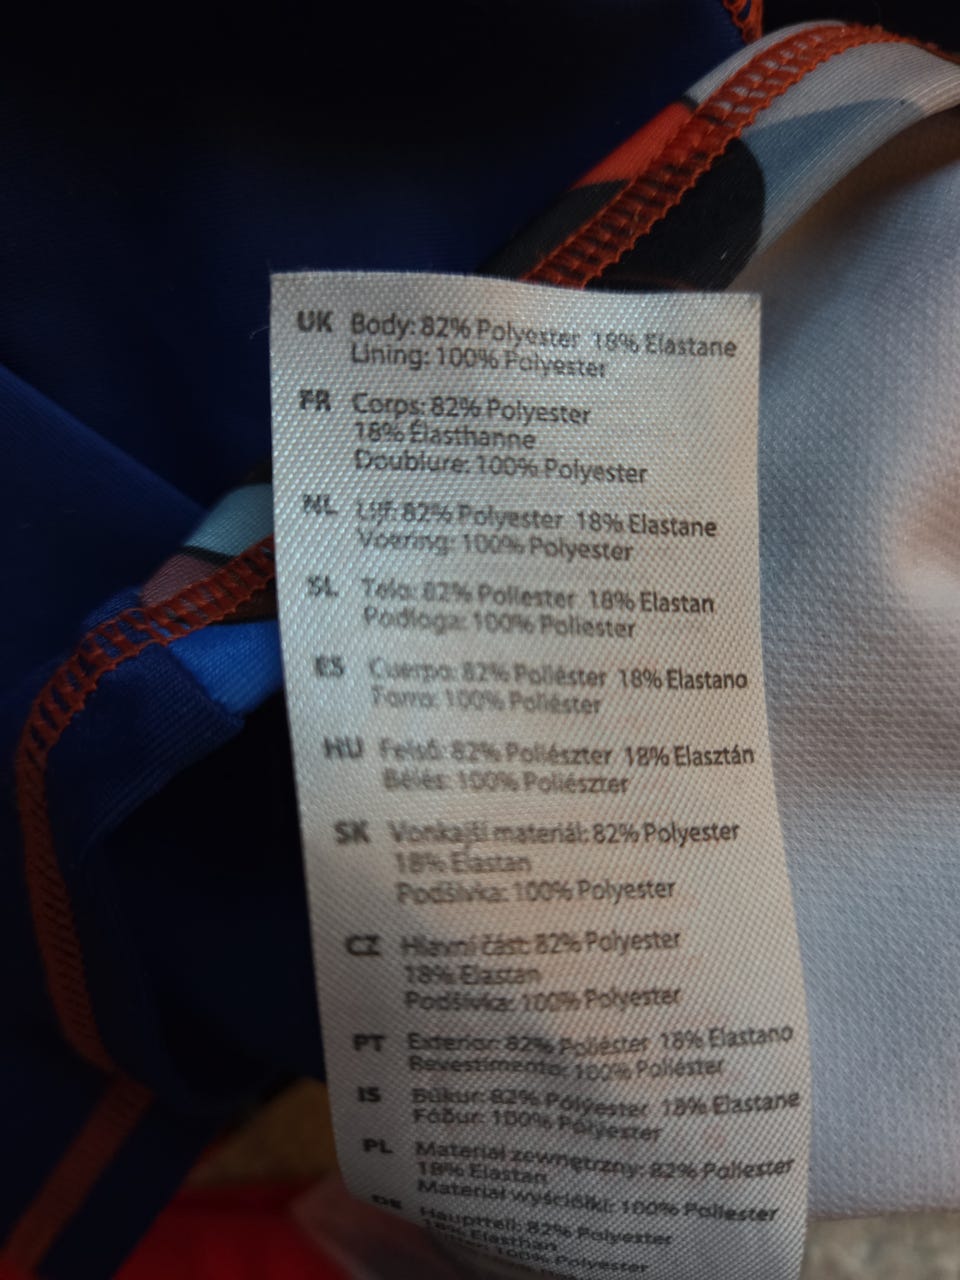 UK Body: 82% Polyester 18% Elastane
Lining: 100% Polyester
FR Corps: 82% Polyester
18% Élasthanne
Doublure: 100% Polyester
NL Lijf: 82% Polyester 18% Elastane
Voering: 100% Polyester
SL Telo: 82% Poliester 18% Elastan
Podloga: 100% Poliester
ES Cuerpo: 82% Poliéster 18% Elastano
Forro: 100% Poliéster
HU Felső: 82% Poliészter 18% Elasztán
Bélés: 100% Poliészter
SK Vonkajší materiál: 82% Polyester
18% Elastan
Podšívka: 100% Polyester
CZ Hlavní část: 82% Polyester
18% Elastan
Podšívka: 100% Polyester
PT Exterior: 82% Poliéster 18% Elastano
Revestimento: 100% Poliéster
IS Búkur: 82% Pólýester 18% Elastane
Fóður: 100% Pólýester
PL Materiał zewnętrzny: 82% Poliester
18% Elastan
Materiał wyściółki: 100% Poliester
DE Hauptteil: 82% Polyester
18% Elasthan
100% Polyester